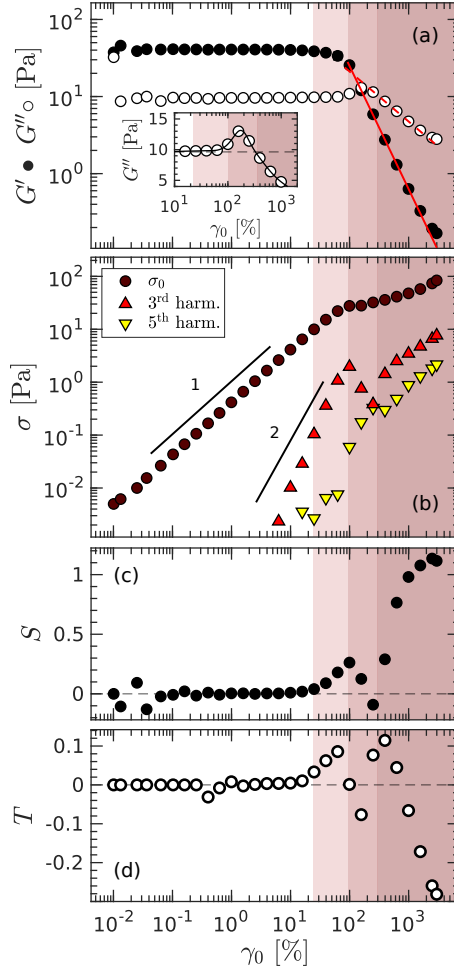 (a)
G′ ● G″ ○ [Pa]
10²
10¹
10⁰
G″ [Pa]
15
10
5
10¹ 10² 10³
γ₀ [%]
(b)
σ [Pa]
10²
10¹
10⁰
10⁻¹
10⁻²
σ₀
3ʳᵈ harm.
5ᵗʰ harm.
1
2
(c)
S
1
0.5
0
(d)
T
0.1
0
-0.1
-0.2
10⁻² 10⁻¹ 10⁰ 10¹ 10² 10³
γ₀ [%]